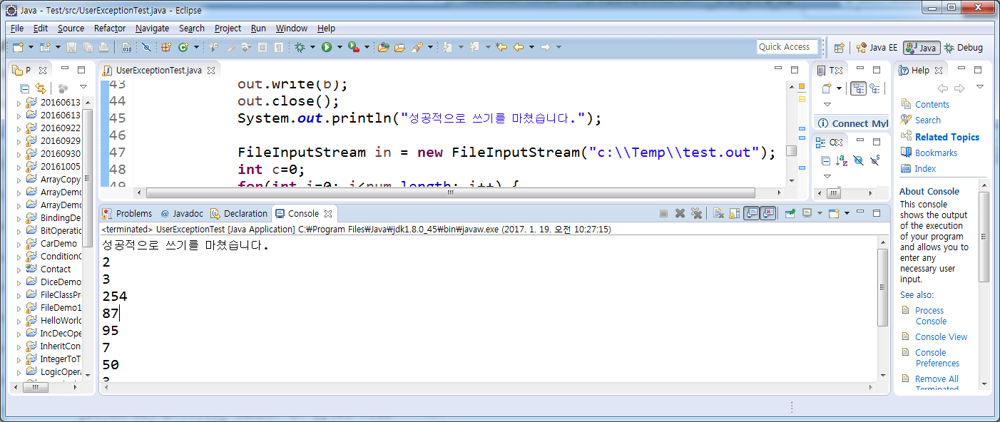 Java - Test/src/UserExceptionTest.java - Eclipse
File Edit Source Refactor Navigate Search Project Run Window Help
Quick Access
Java EE
Java
Debug
P
20160613
20160613
20160922
20160929
20160930
20161005
ArrayCopy
ArrayDemo
ArrayDemo
BindingDe
BitOperatic
CarDemo
ConditionO
Contact
DiceDemo
FileClassPr
FileDemo1
HelloWorld
IncDecOpe
InheritCon
IntegerToT
LogicOpera
UserExceptionTest.java
43 out.write(b);
44 out.close();
45 System.out.println("성공적으로 쓰기를 마쳤습니다.");
46
47 FileInputStream in = new FileInputStream("c:\\Temp\\test.out");
48 int c=0;
49 for(int i=0; i<num.length; i++) {
Problems @ Javadoc Declaration Console
<terminated> UserExceptionTest [Java Application] C:₩Program Files₩Java₩jdk1.8.0_45₩bin₩javaw.exe (2017. 1. 19. 오전 10:27:15)
성공적으로 쓰기를 마쳤습니다.
2
3
254
87
95
7
50
3
T
Connect Myl
O
Help
Contents
Search
Related Topics
Bookmarks
Index
About Console
This console
shows the output
of the execution
of your program
and allows you to
enter any
necessary user
input.
See also:
Process
Console
Console View
Console
Preferences
Remove All
Terminated